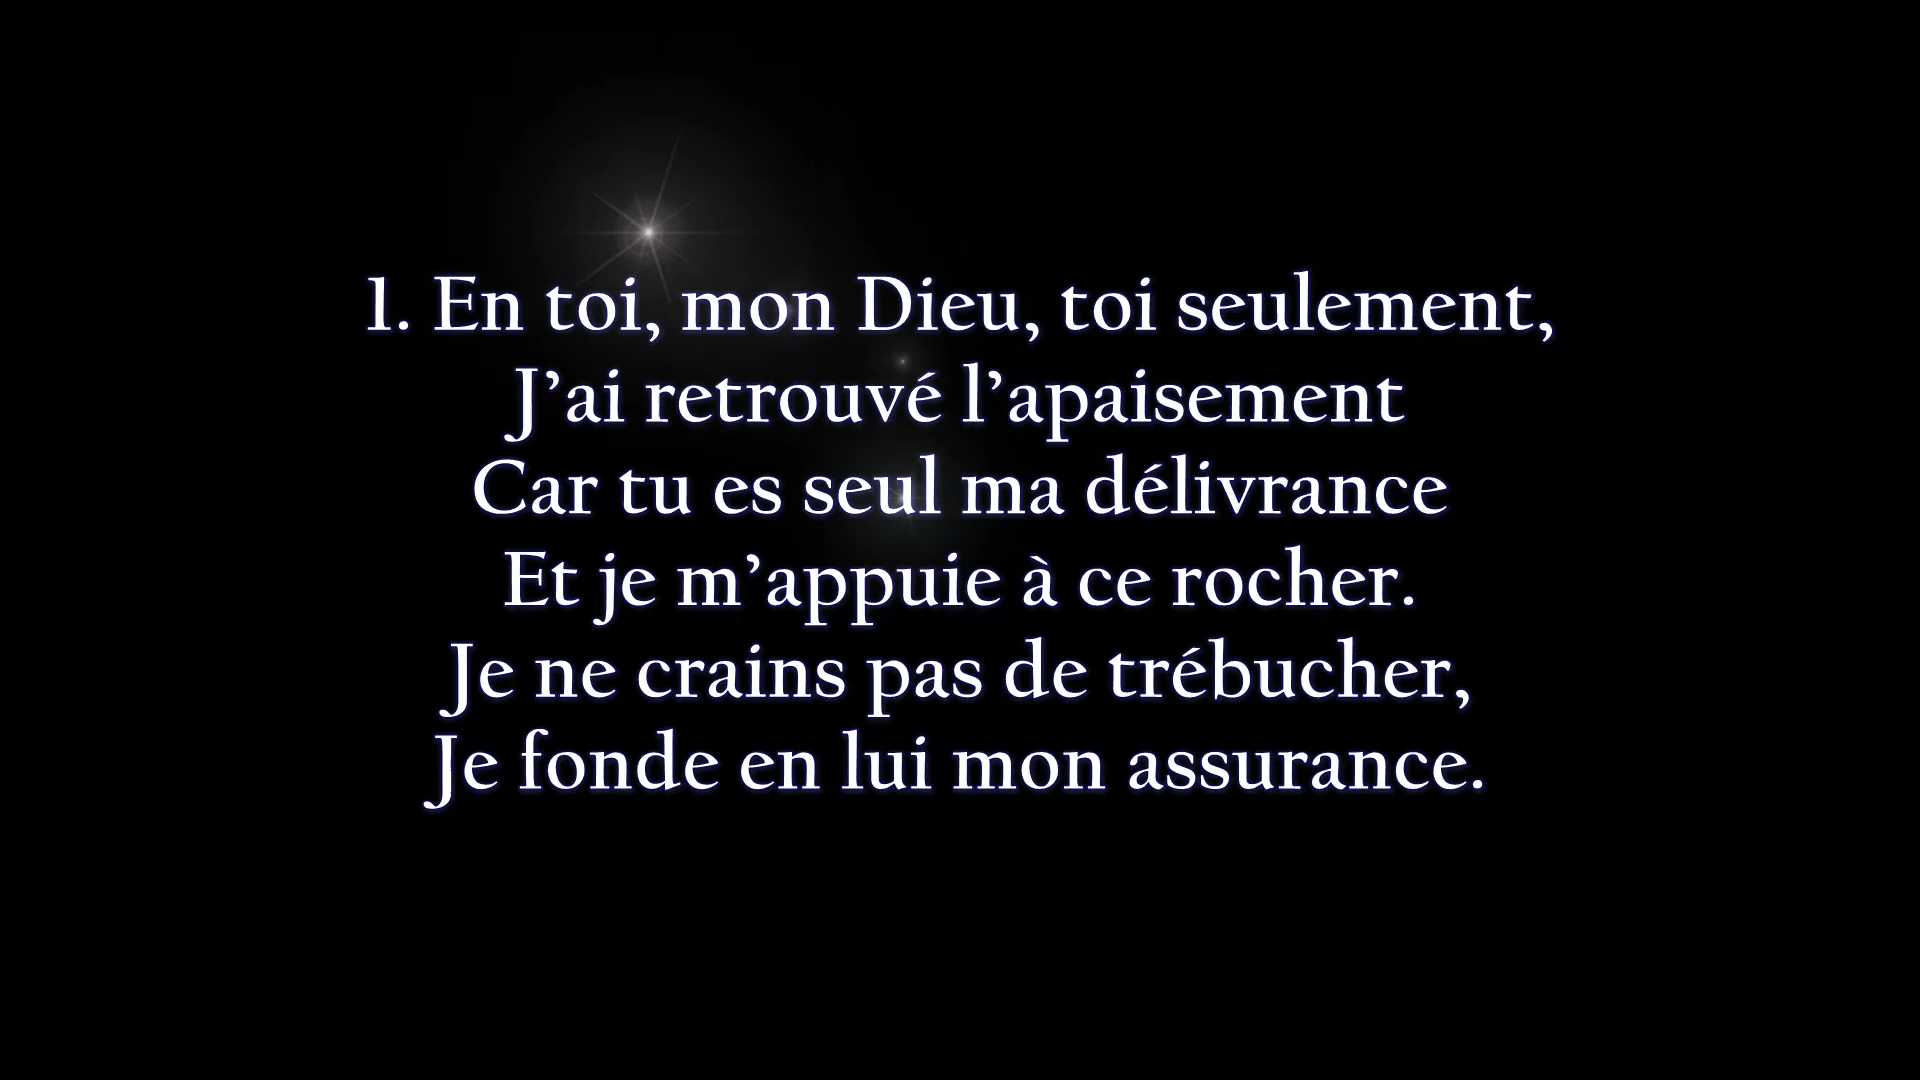 1. En toi, mon Dieu, toi seulement,
J’ai retrouvé l’apaisement
Car tu es seul ma délivrance
Et je m’appuie à ce rocher.
Je ne crains pas de trébucher,
Je fonde en lui mon assurance.